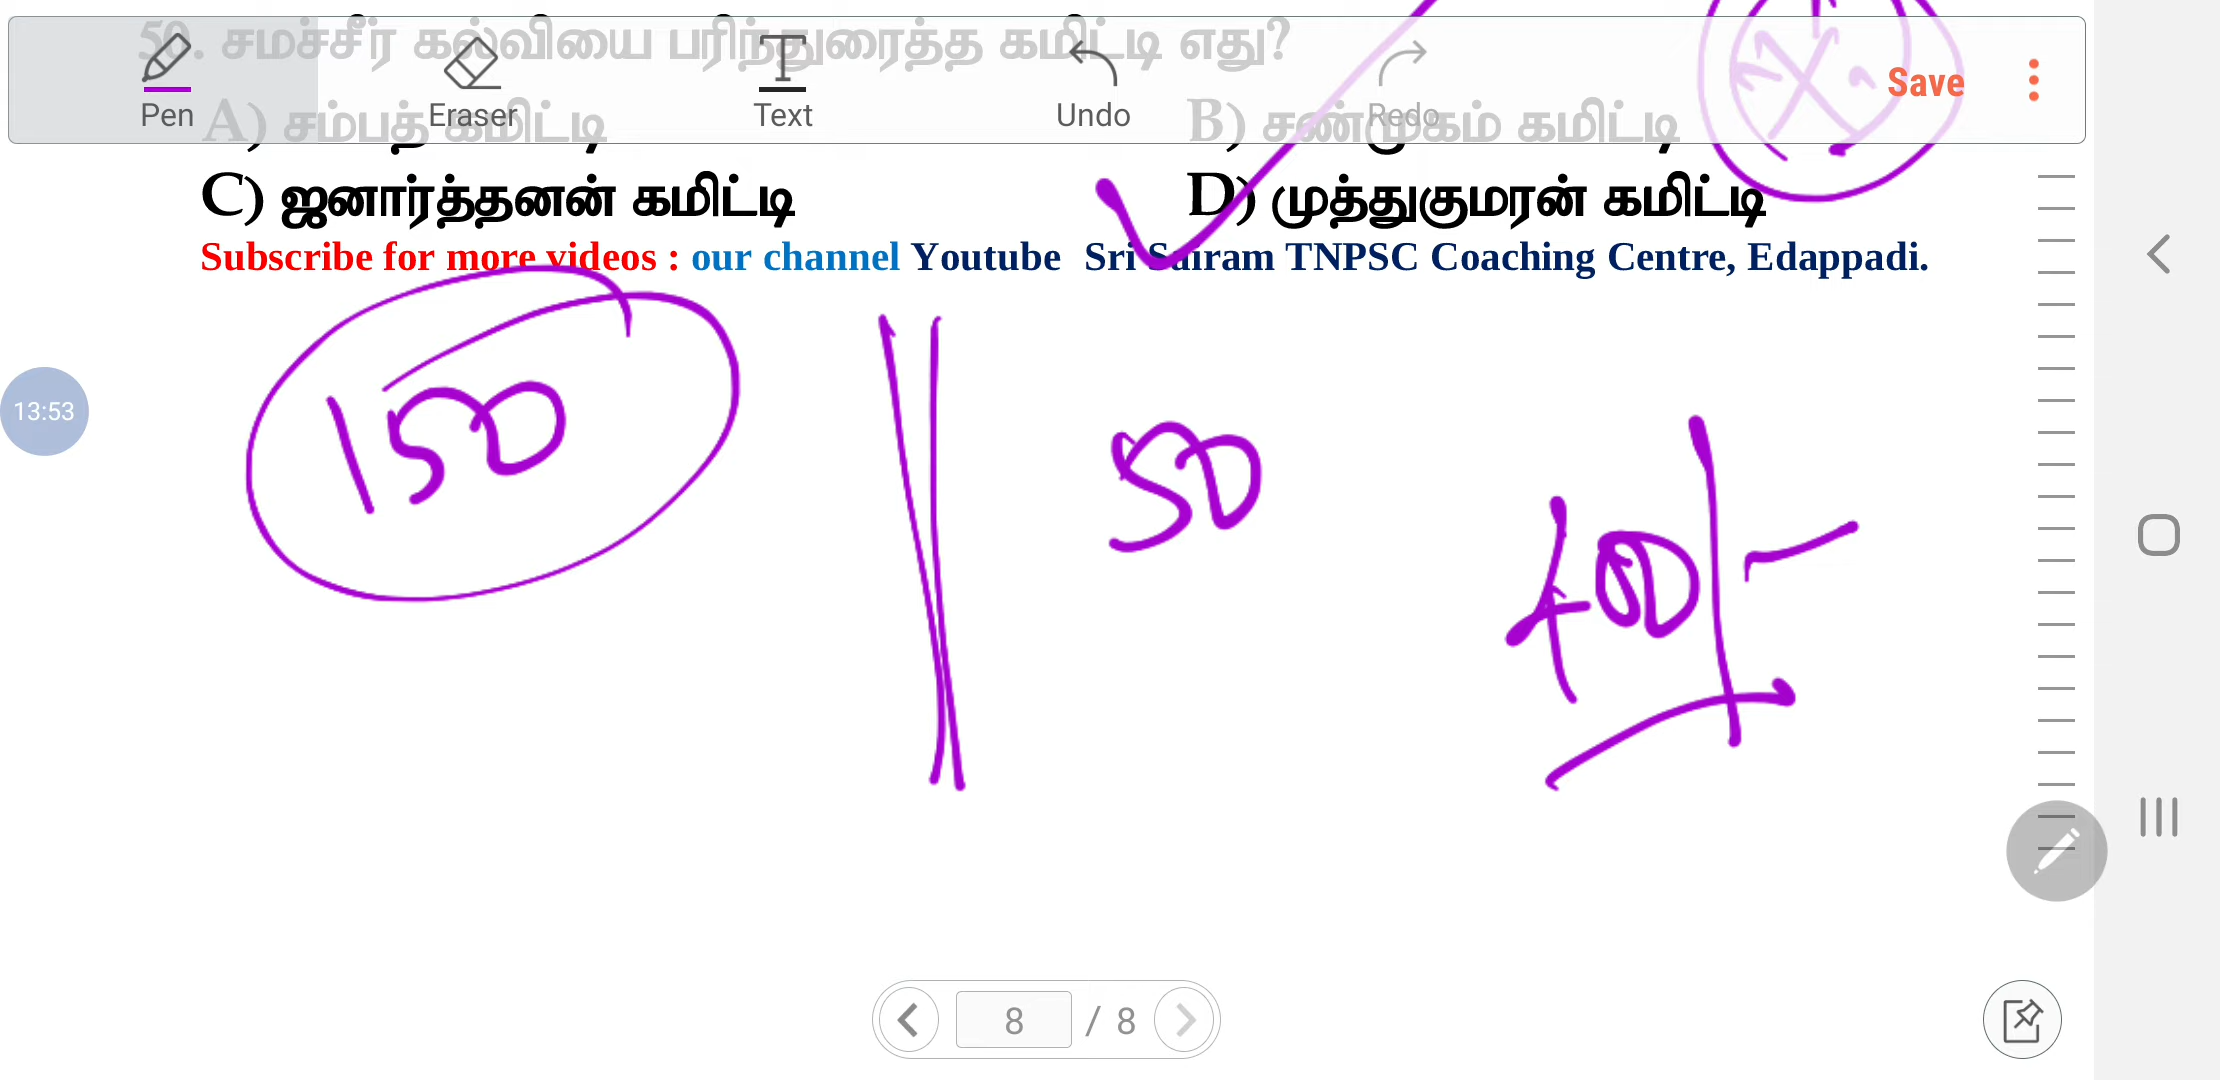 50. சமச்சீர் கல்வியை பரிந்துரைத்த கமிட்டி எது?
Pen Eraser Text Undo Redo Save
A) சம்பத் கமிட்டி B) சண்முகம் கமிட்டி
C) ஜனார்த்தனன் கமிட்டி D) முத்துகுமரன் கமிட்டி
Subscribe for more videos : our channel Youtube Sri Sairam TNPSC Coaching Centre, Edappadi.
13:53
150
50
8 / 8